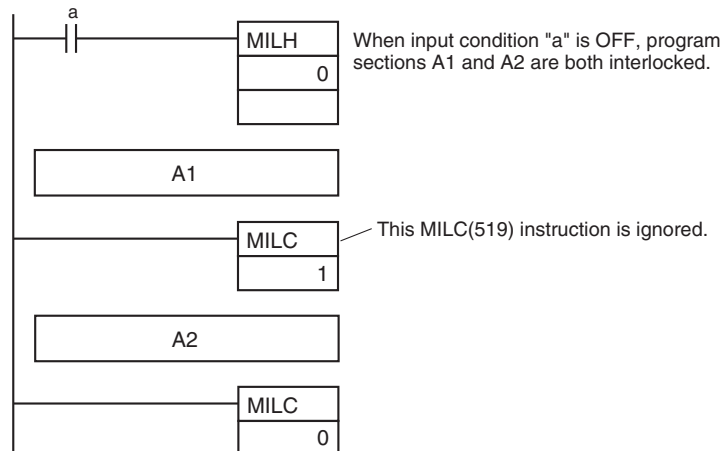 a
MILH
0
When input condition "a" is OFF, program
sections A1 and A2 are both interlocked.
A1
MILC
1
This MILC(519) instruction is ignored.
A2
MILC
0